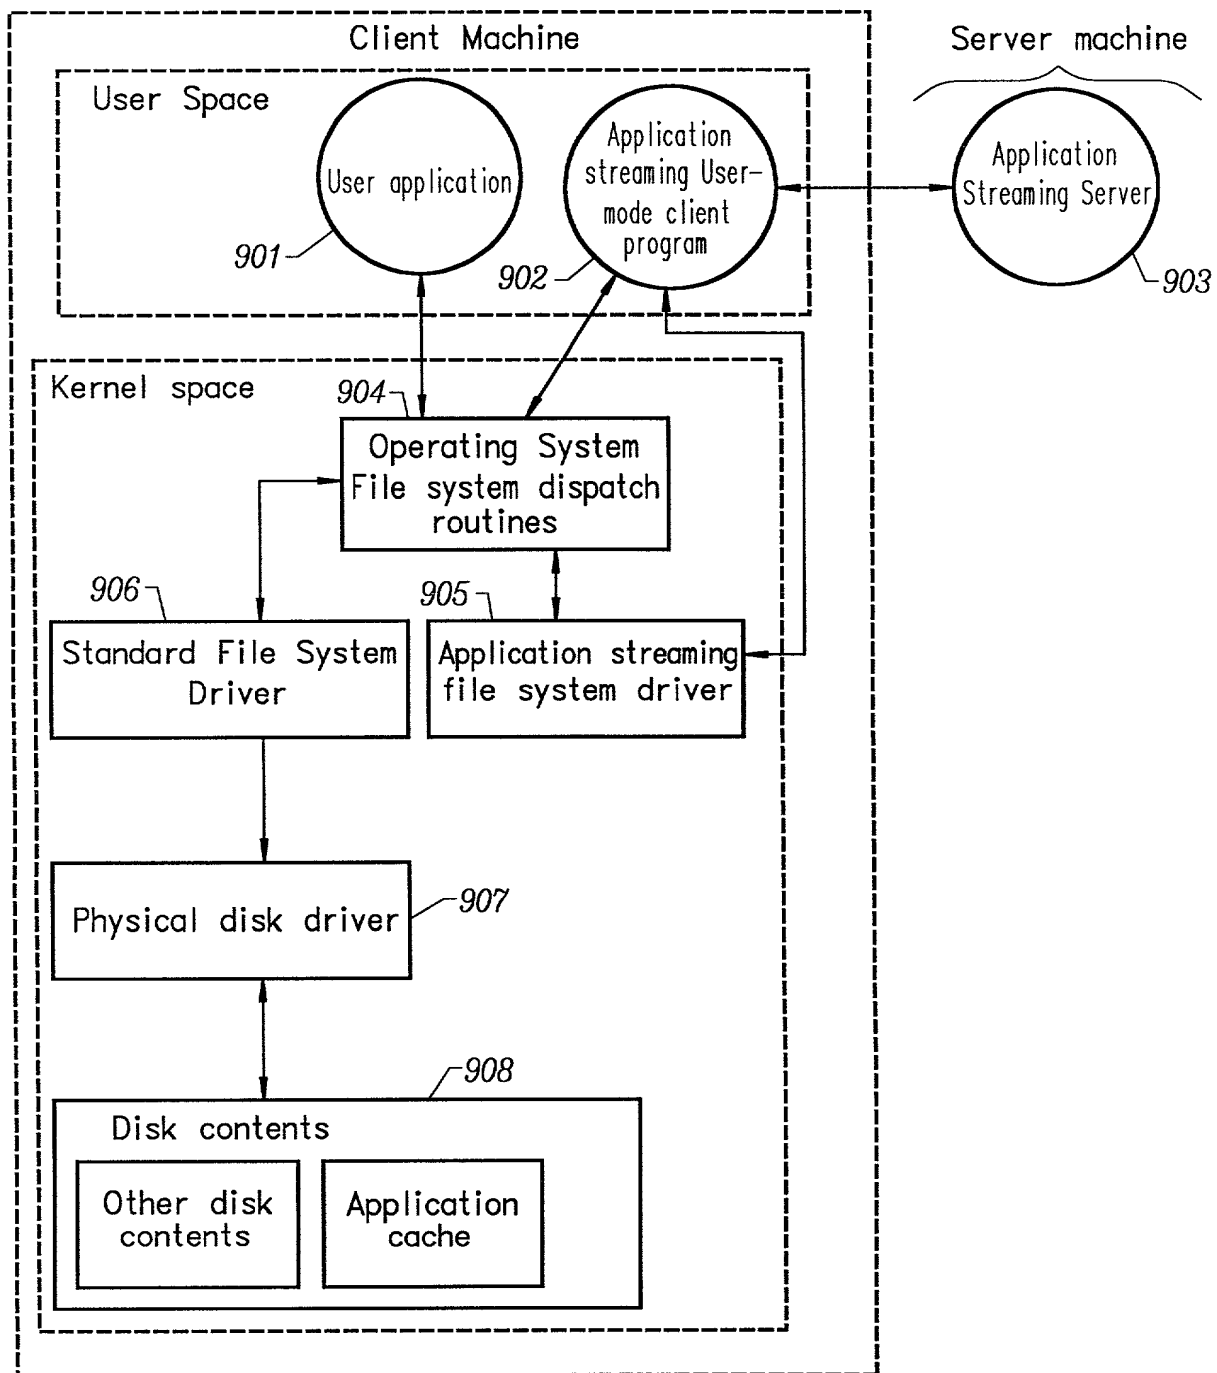 Client Machine
Server machine
User Space
User application
Application
streaming User-
mode client
program
Application
Streaming Server
901
902
903
Kernel space
904
Operating System
File system dispatch
routines
906
905
Standard File System
Driver
Application streaming
file system driver
Physical disk driver
907
908
Disk contents
Other disk
contents
Application
cache